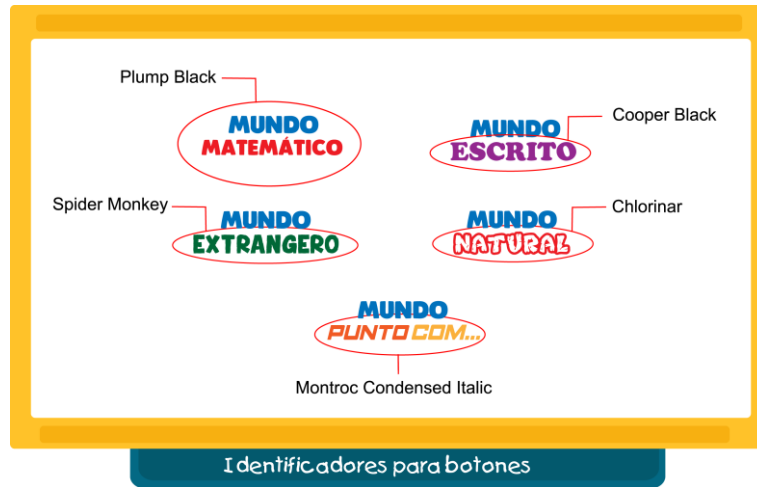 Plump Black
MUNDO
MATEMÁTICO
Cooper Black
MUNDO
ESCRITO
Spider Monkey
MUNDO
EXTRANGERO
Chlorinar
MUNDO
NATURAL
MUNDO
PUNTO COM...
Montroc Condensed Italic
Identificadores para botones